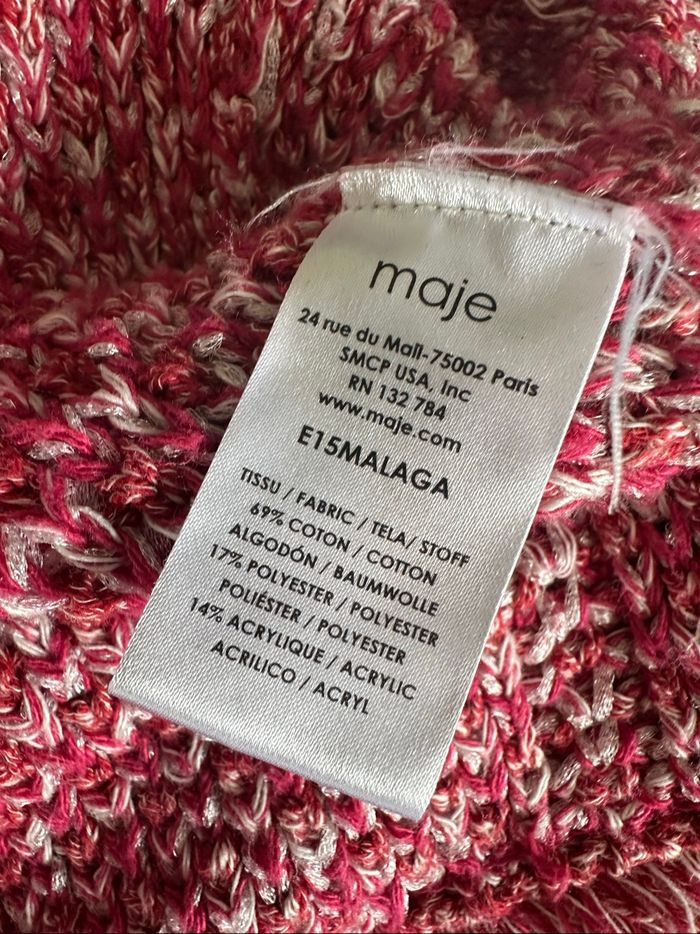 maje
24 rue du Mail-75002 Paris
SMCP USA, Inc
RN 132 784
www.maje.com
E15MALAGA
TISSU / FABRIC / TELA/ STOFF
69% COTON / COTTON
ALGODÓN / BAUMWOLLE
17% POLYESTER / POLYESTER
POLIÉSTER / POLYESTER
14% ACRYLIQUE / ACRYLIC
ACRILICO / ACRYL